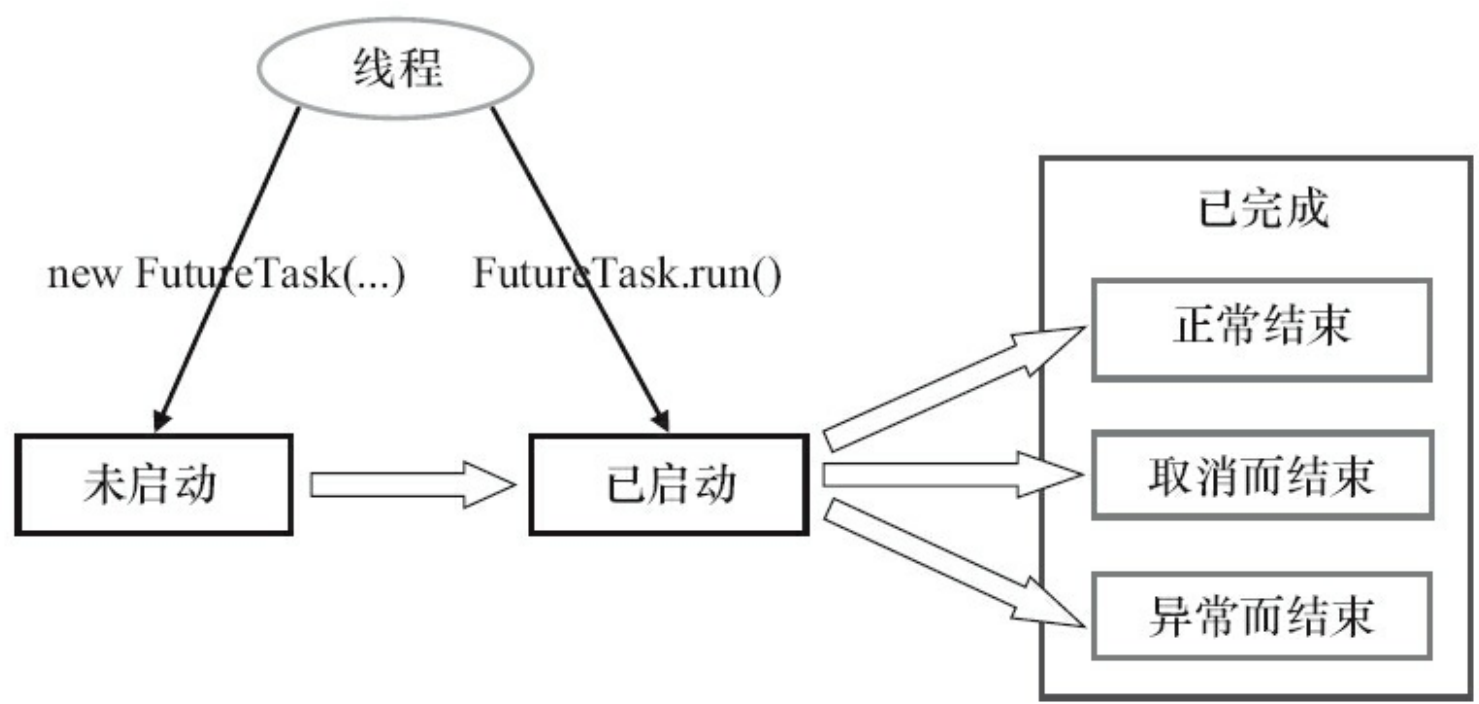 线程
new FutureTask(...)
FutureTask.run()
未启动
已启动
已完成
正常结束
取消而结束
异常而结束